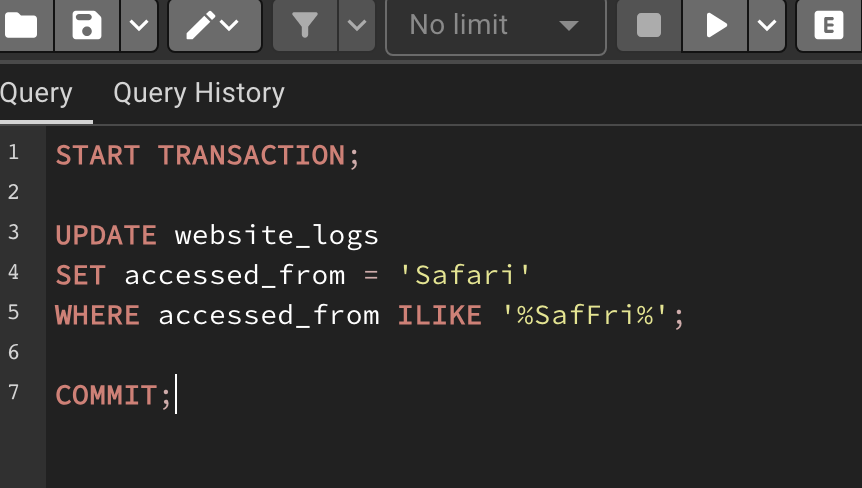 No limit
E
Query Query History
1 START TRANSACTION;
2
3 UPDATE website_logs
4 SET accessed_from = 'Safari'
5 WHERE accessed_from ILIKE '%SafFri%';
6
7 COMMIT;